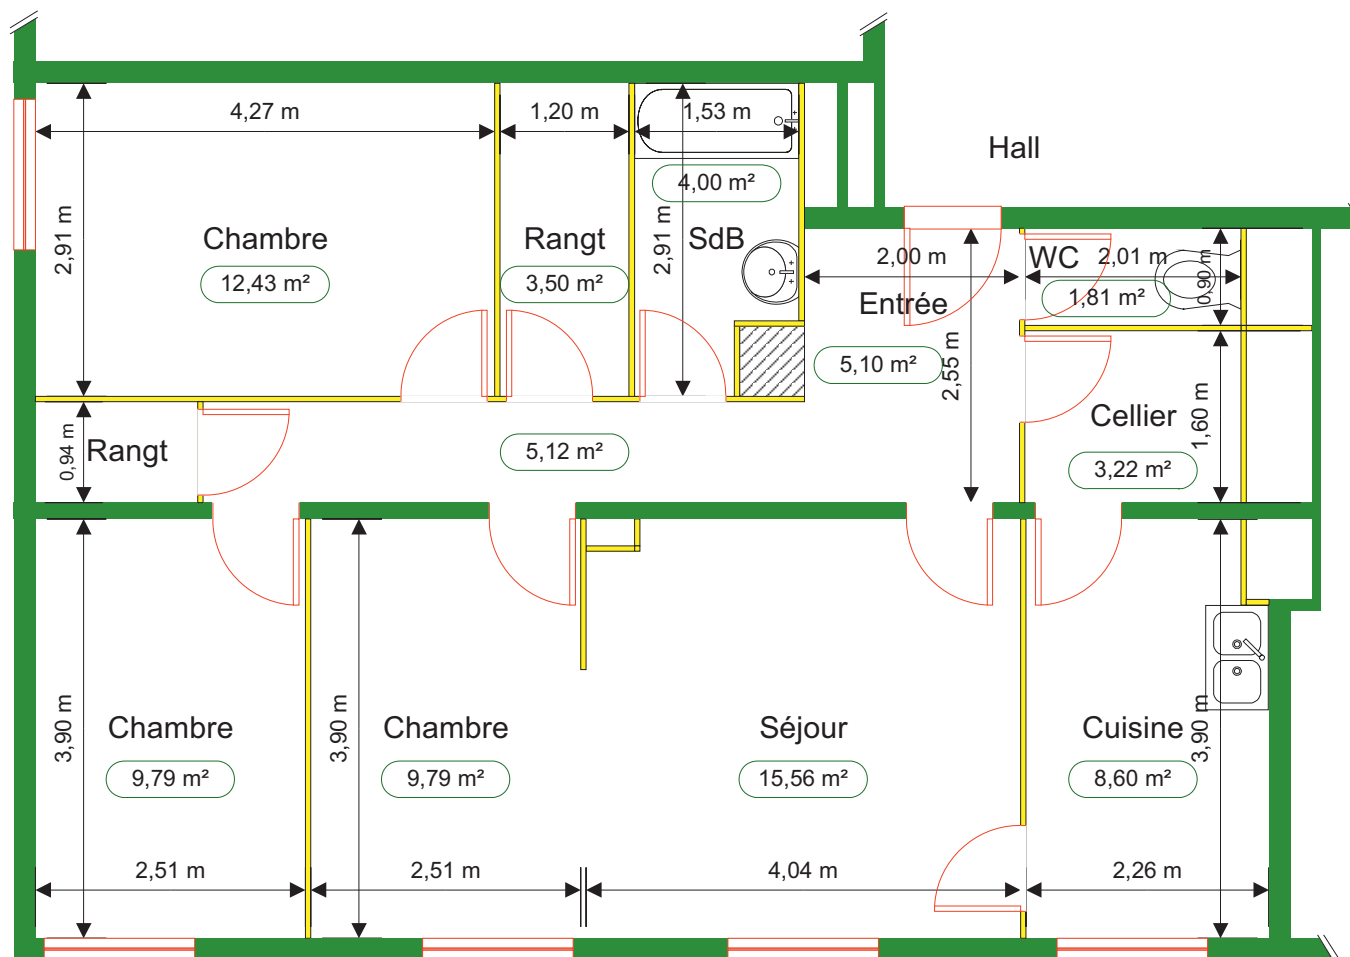 4,27 m
1,20 m
1,53 m
Hall
4,00 m²
2,91 m
Chambre
12,43 m²
Rangt
3,50 m²
2,91 m
SdB
2,00 m
Entrée
5,10 m²
2,55 m
WC
2,01 m
1,81 m²
0,90 m
Cellier
3,22 m²
1,60 m
0,94 m
Rangt
5,12 m²
3,90 m
Chambre
9,79 m²
2,51 m
3,90 m
Chambre
9,79 m²
2,51 m
Séjour
15,56 m²
4,04 m
Cuisine
8,60 m²
3,90 m
2,26 m